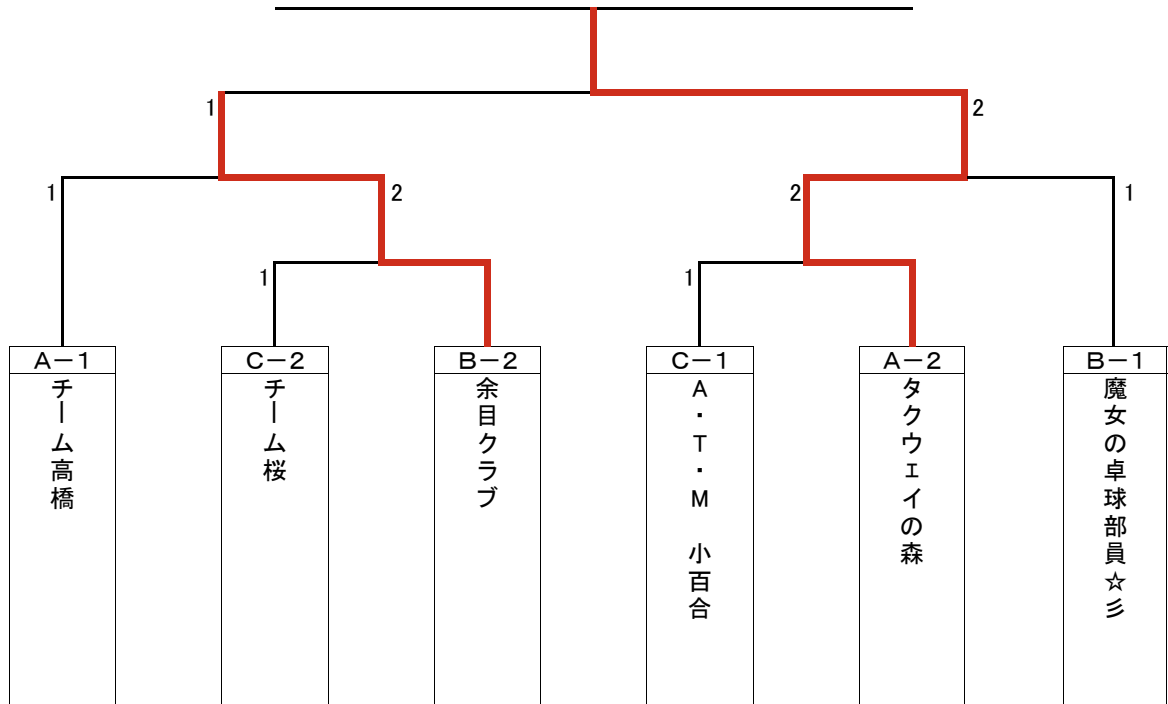 1
2
1
2
2
1
1
1
A－1
C－2
B－2
C－1
A－2
B－1
チーム高橋
チーム桜
余目クラブ
A・T・M　小百合
タクウェイの森
魔女の卓球部員☆彡